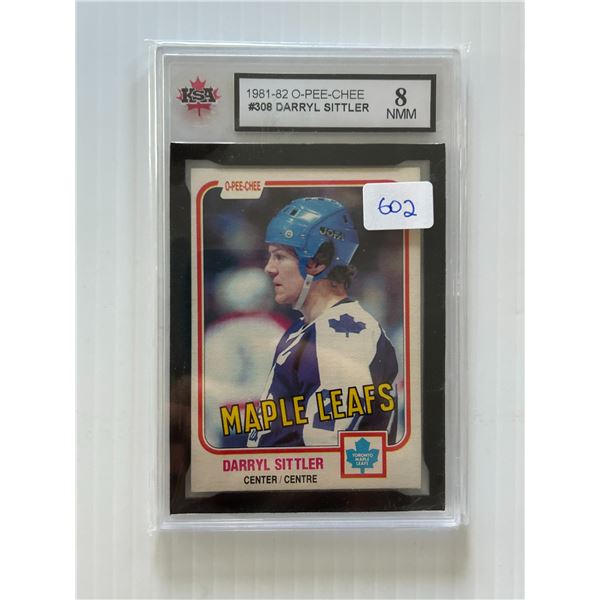 KSA
1981-82 O-PEE-CHEE
#308 DARRYL SITTLER
8
NMM
O-PEE-CHEE
602
JOFA
MAPLE LEAFS
DARRYL SITTLER
CENTER / CENTRE
TORONTO
MAPLE
LEAFS